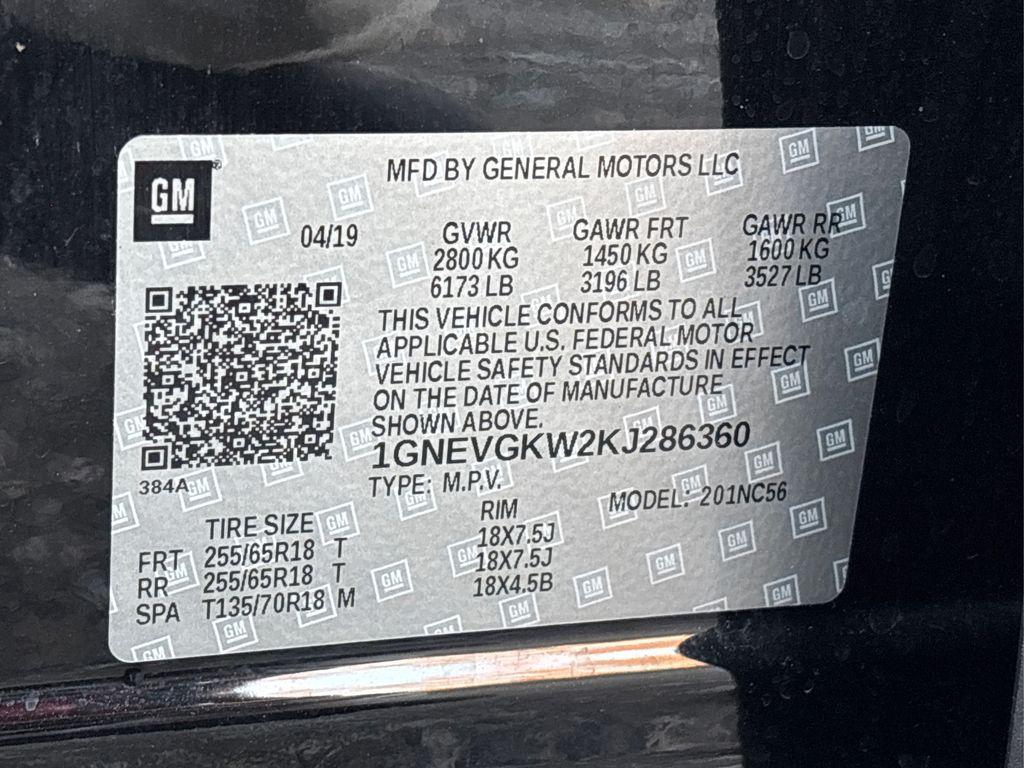 GM
MFD BY GENERAL MOTORS LLC
04/19
GVWR GAWR FRT GAWR RR
2800 KG 1450 KG 1600 KG
6173 LB 3196 LB 3527 LB
THIS VEHICLE CONFORMS TO ALL
APPLICABLE U.S. FEDERAL MOTOR
VEHICLE SAFETY STANDARDS IN EFFECT
ON THE DATE OF MANUFACTURE
SHOWN ABOVE.
1GNEVGKW2KJ286360
384A
TYPE: M.P.V. MODEL: 201NC56
TIRE SIZE RIM
FRT 255/65R18 T 18X7.5J
RR 255/65R18 T 18X7.5J
SPA T135/70R18 M 18X4.5B